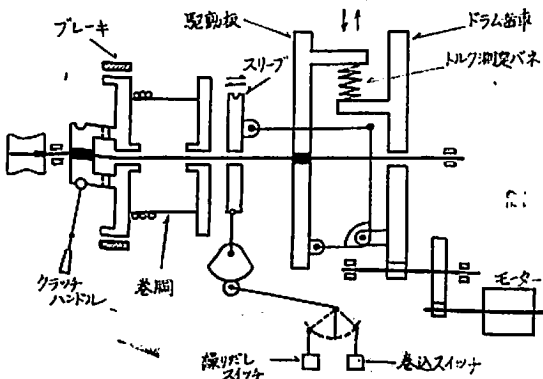 ブレーキ
スリーブ
駆動板
ドラム歯車
トルク測定バネ
クラッチ
ハンドル
巻胴
繰りだし
スイッチ
巻込スイッチ
モーター